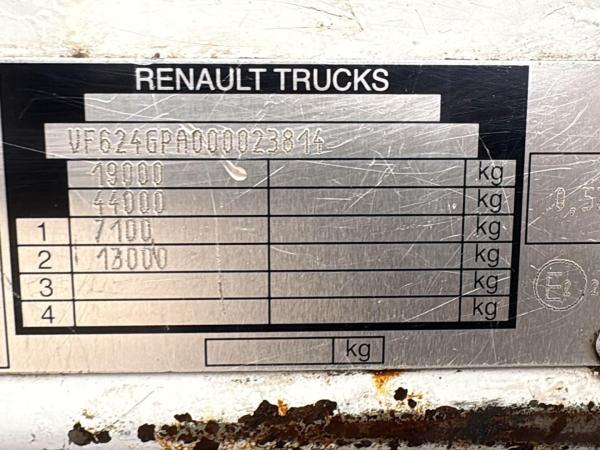 RENAULT TRUCKS
VF624GPA000023814
19000 kg
44000 kg
1 7100 kg
2 13000 kg
3 kg
4 kg
kg